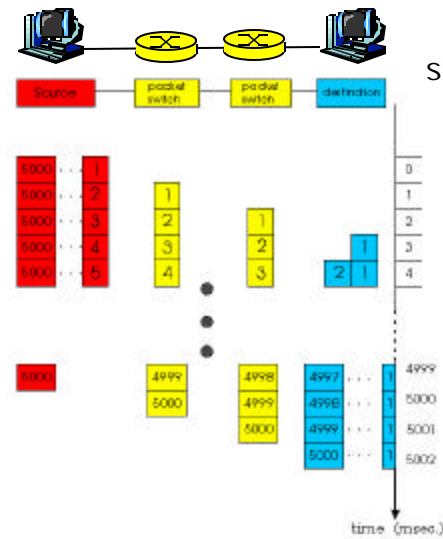 S
Source packet switch packet switch destination
5000 ... 1 0
5000 ... 2 1 1
5000 ... 3 2 1 2
5000 ... 4 3 2 1 3
5000 ... 5 4 3 2 1 4
5000 4999 4998 4997 ... 1 4999
5000 4999 4998 ... 1 5000
5000 4999 ... 1 5001
5000 ... 1 5002
time (msec.)